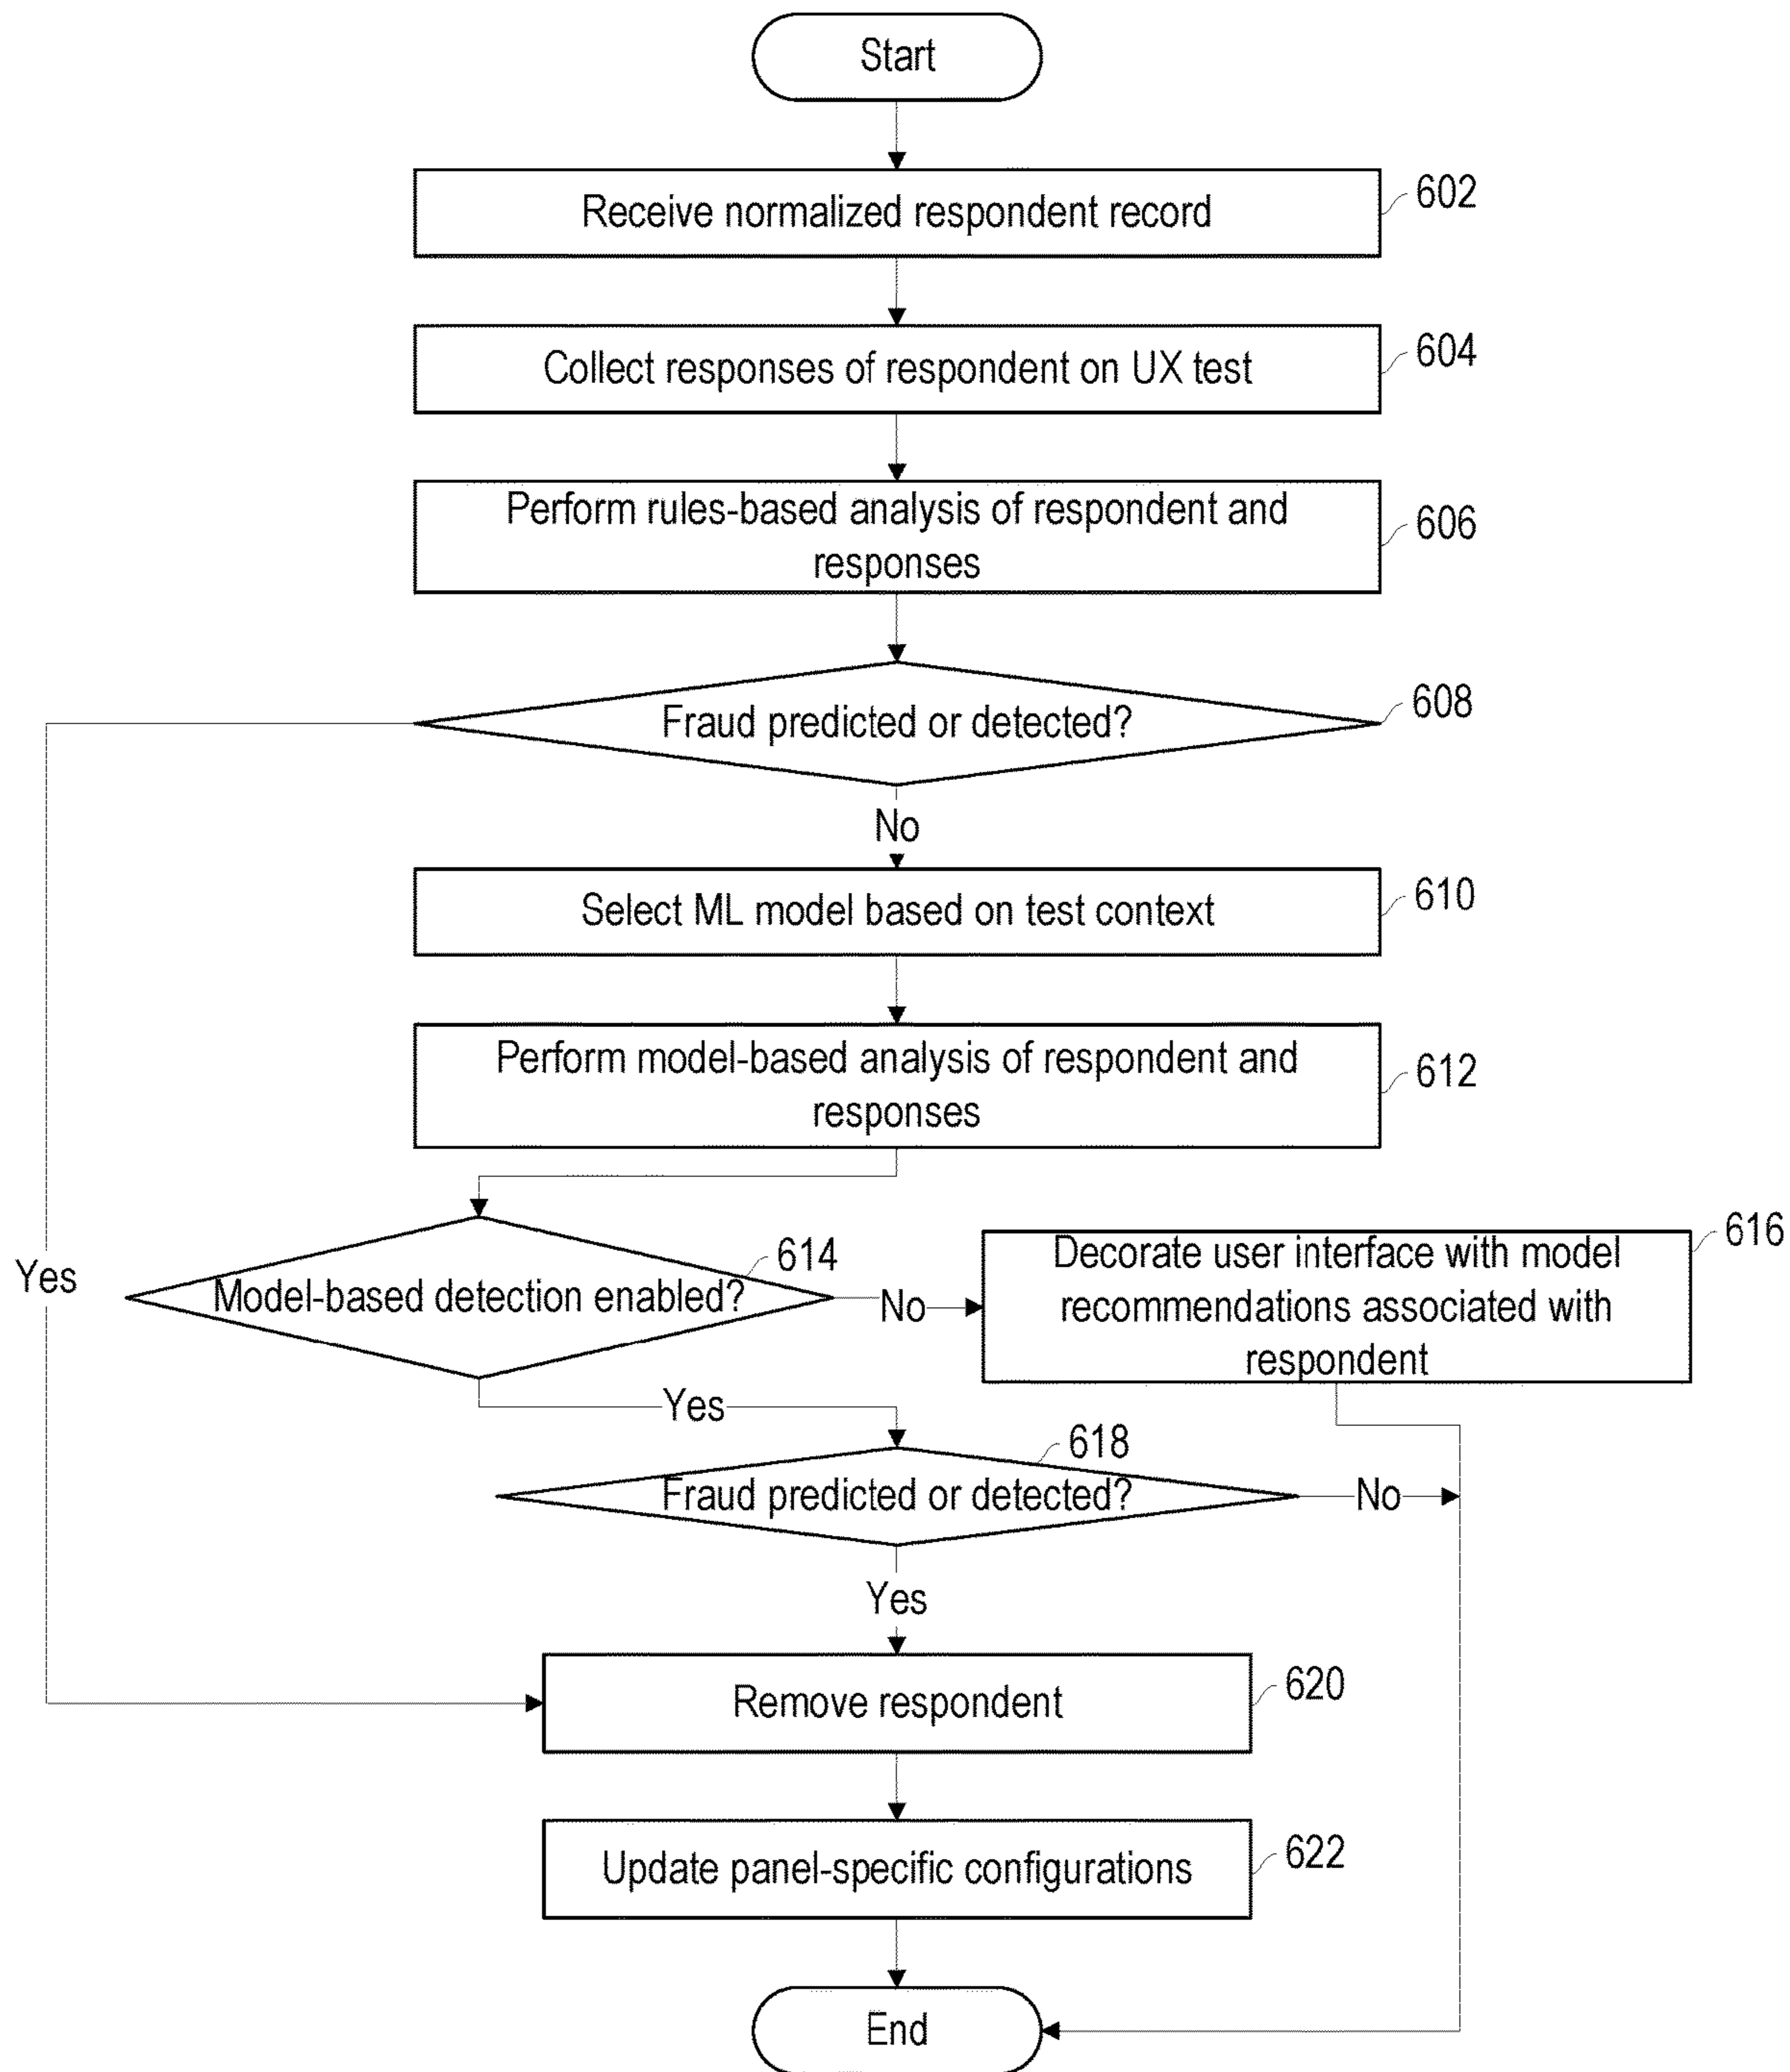 Start
Receive normalized respondent record
602
Collect responses of respondent on UX test
604
Perform rules-based analysis of respondent and
responses
606
Fraud predicted or detected?
608
No
Select ML model based on test context
610
Perform model-based analysis of respondent and
responses
612
Yes
Model-based detection enabled?
614
No
Decorate user interface with model
recommendations associated with
respondent
616
Yes
618
Fraud predicted or detected?
No
Yes
Remove respondent
620
Update panel-specific configurations
622
End